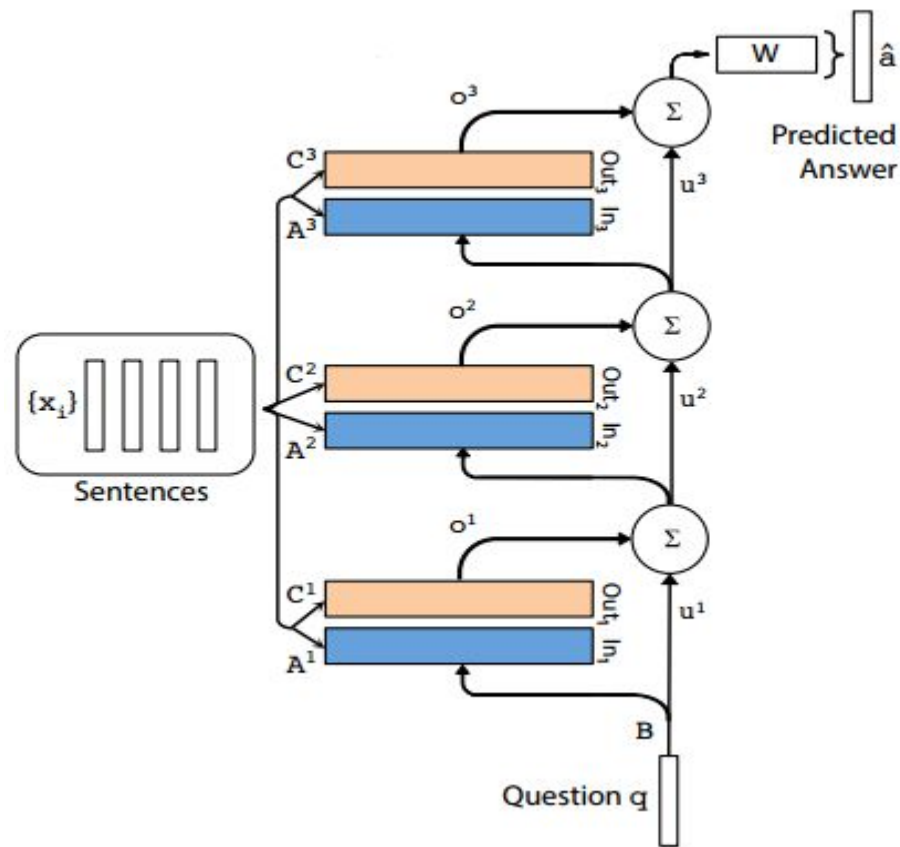 W
â
Σ
Predicted
Answer
o³
C³
Out₃
A³
In₃
u³
Σ
o²
{xᵢ}
Sentences
C²
Out₂
A²
In₂
u²
Σ
o¹
C¹
Out₁
A¹
In₁
u¹
B
Question q